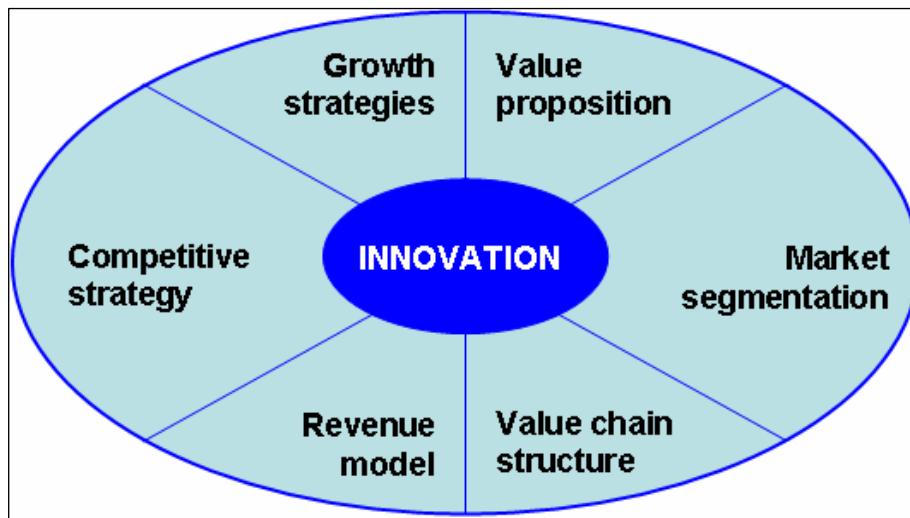 Growth
strategies
Value
proposition
Competitive
strategy
INNOVATION
Market
segmentation
Revenue
model
Value chain
structure